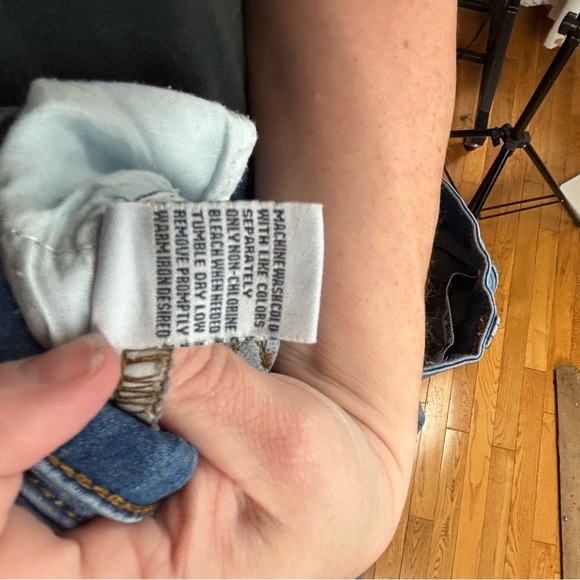 MACHINE WASH COLD
WITH LIKE COLORS
SEPARATELY
ONLY NON-CHLORINE
BLEACH WHEN NEEDED
TUMBLE DRY LOW
REMOVE PROMPTLY
WARM IRON DESIRED